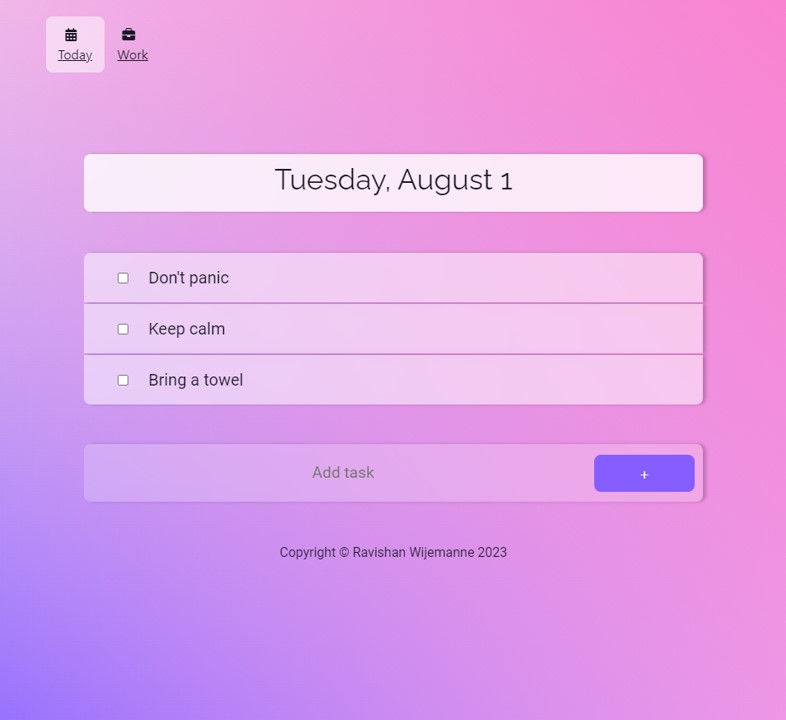 Today Work
Tuesday, August 1
Don't panic
Keep calm
Bring a towel
Add task +
Copyright © Ravishan Wijemanne 2023